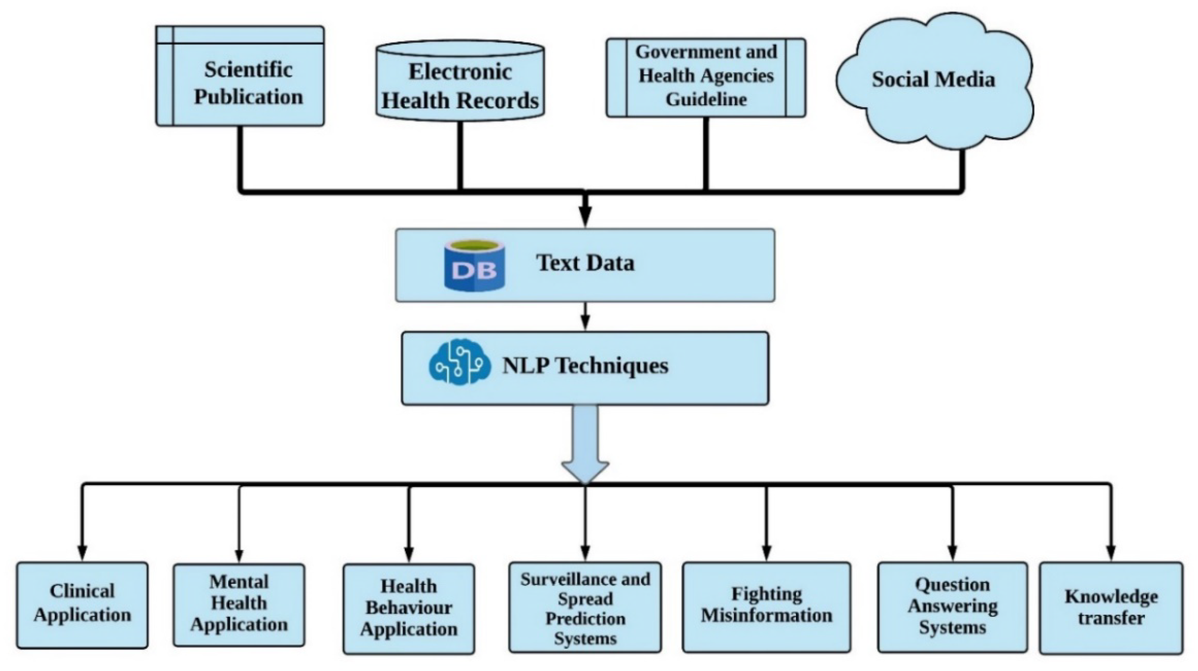 Scientific
Publication
Electronic
Health Records
Government and
Health Agencies
Guideline
Social Media
DB
Text Data
NLP Techniques
Clinical
Application
Mental
Health
Application
Health
Behaviour
Application
Surveillance and
Spread
Prediction
Systems
Fighting
Misinformation
Question
Answering
Systems
Knowledge
transfer